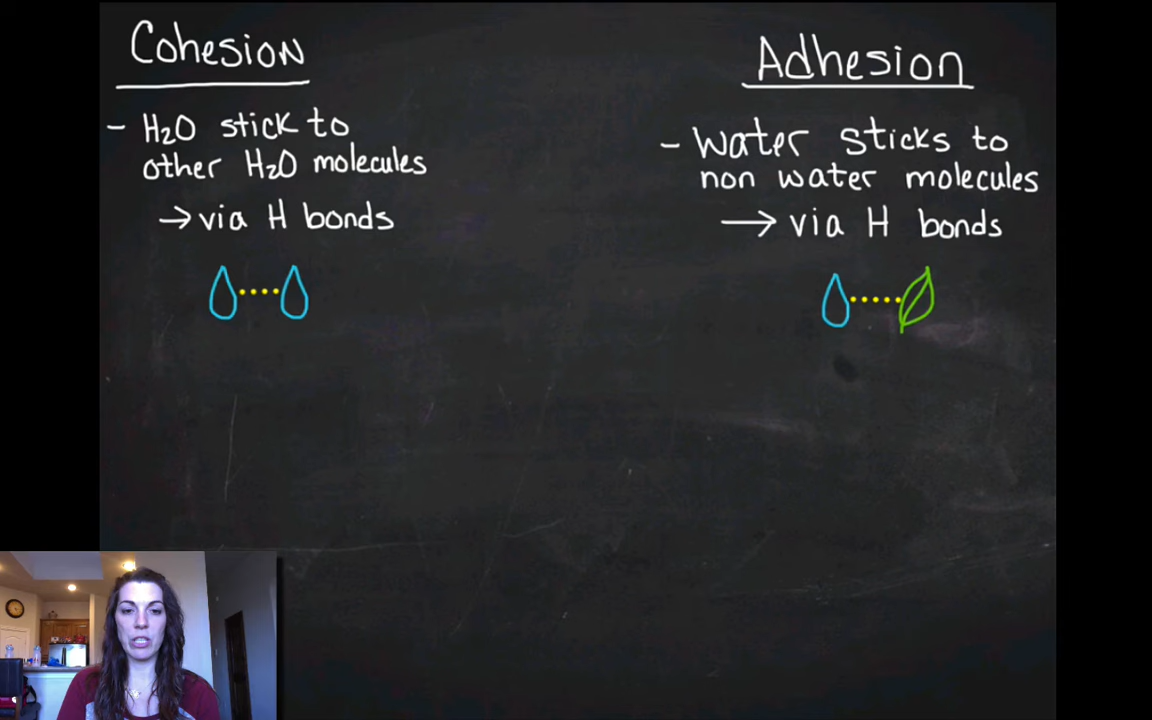 Cohesion
- H₂O stick to
other H₂O molecules
→ via H bonds
Adhesion
- Water sticks to
non water molecules
→ via H bonds